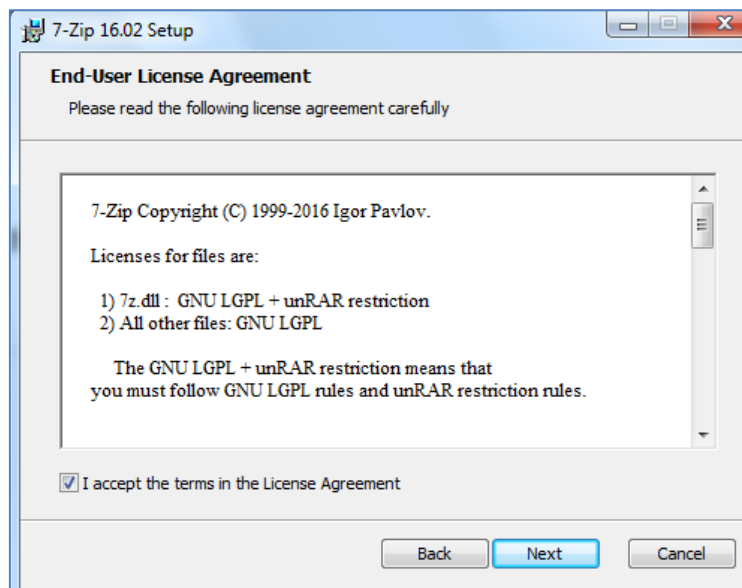 7-Zip 16.02 Setup
End-User License Agreement
Please read the following license agreement carefully
7-Zip Copyright (C) 1999-2016 Igor Pavlov.
Licenses for files are:
1) 7z.dll :  GNU LGPL + unRAR restriction
2) All other files: GNU LGPL
The GNU LGPL + unRAR restriction means that
you must follow GNU LGPL rules and unRAR restriction rules.
I accept the terms in the License Agreement
Back Next Cancel